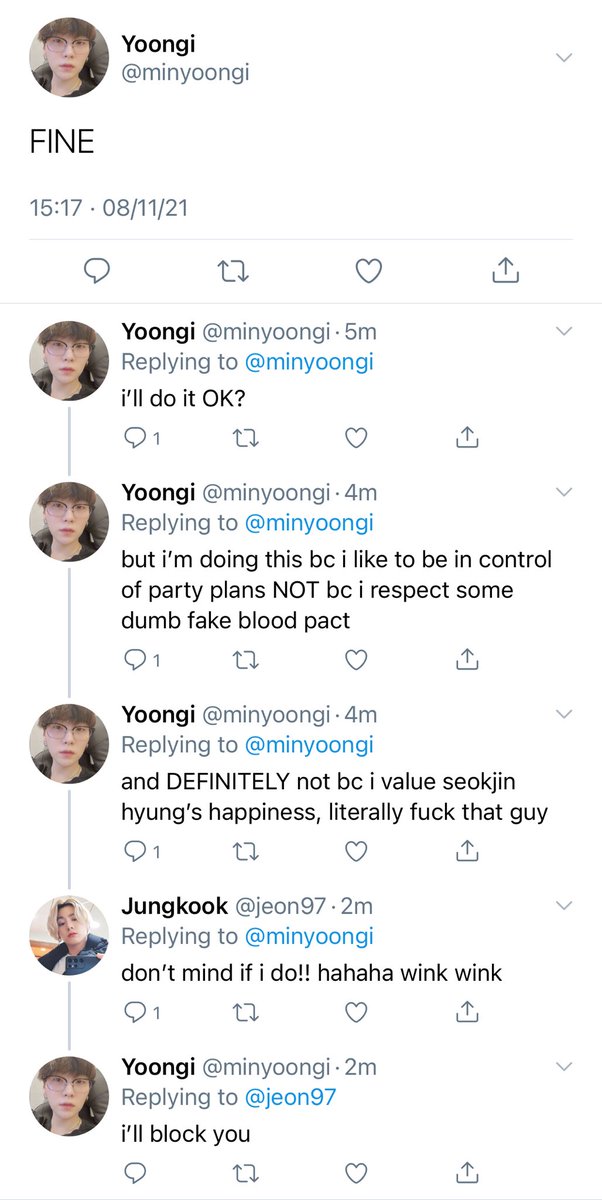 Yoongi
@minyoongi
FINE
15:17 · 08/11/21
Yoongi @minyoongi · 5m
Replying to @minyoongi
i’ll do it OK?
1
Yoongi @minyoongi · 4m
Replying to @minyoongi
but i’m doing this bc i like to be in control
of party plans NOT bc i respect some
dumb fake blood pact
1
Yoongi @minyoongi · 4m
Replying to @minyoongi
and DEFINITELY not bc i value seokjin
hyung’s happiness, literally fuck that guy
1
Jungkook @jeon97 · 2m
Replying to @minyoongi
don’t mind if i do!! hahaha wink wink
1
Yoongi @minyoongi · 2m
Replying to @jeon97
i’ll block you